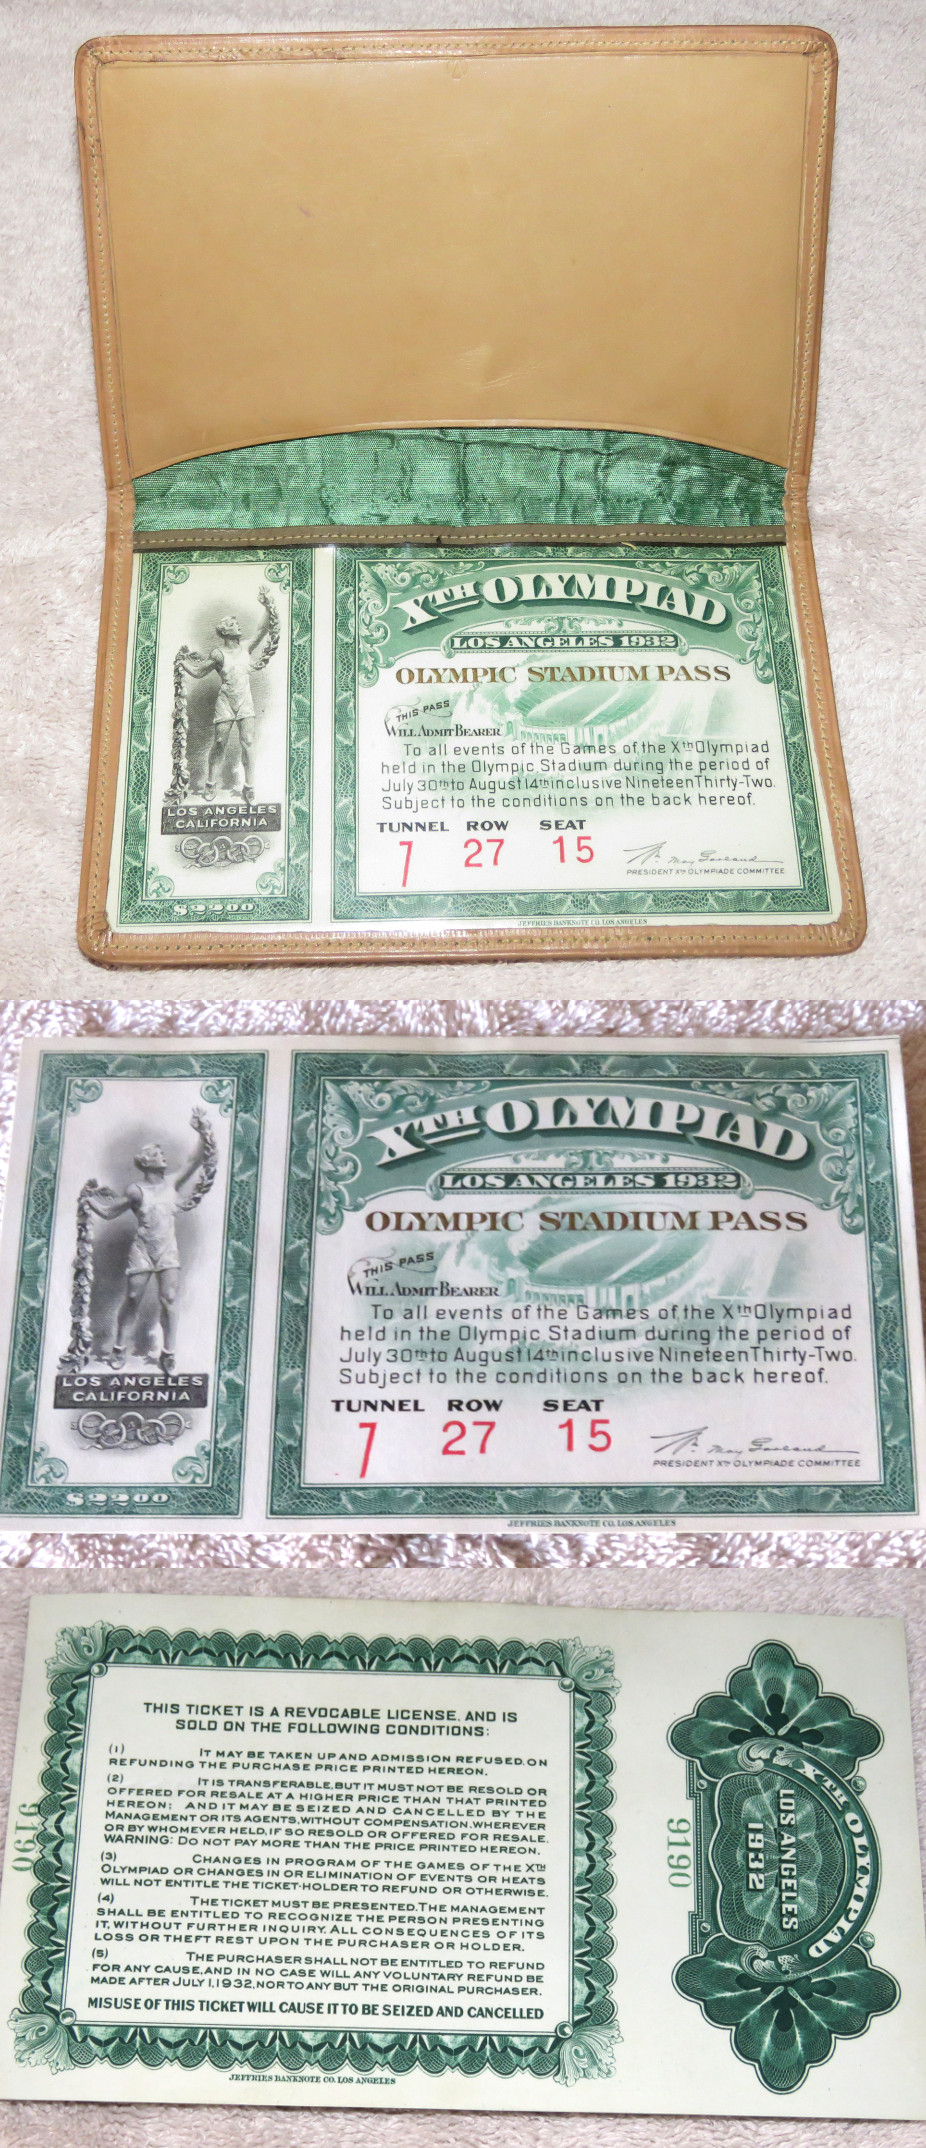 XTH OLYMPIAD
LOS ANGELES 1932
OLYMPIC STADIUM PASS
THIS PASS
WILL ADMIT BEARER
To all events of the Games of the Xth Olympiad
held in the Olympic Stadium during the period of
July 30th to August 14th inclusive Nineteen Thirty-Two.
Subject to the conditions on the back hereof.
TUNNEL ROW SEAT
7 27 15
Wm. May Garland
PRESIDENT XTH OLYMPIADE COMMITTEE
LOS ANGELES
CALIFORNIA
$2200
JEFFRIES BANKNOTE CO. LOS ANGELES
XTH OLYMPIAD
LOS ANGELES 1932
OLYMPIC STADIUM PASS
THIS PASS
WILL ADMIT BEARER
To all events of the Games of the Xth Olympiad
held in the Olympic Stadium during the period of
July 30th to August 14th inclusive Nineteen Thirty-Two.
Subject to the conditions on the back hereof.
TUNNEL ROW SEAT
7 27 15
Wm. May Garland
PRESIDENT XTH OLYMPIADE COMMITTEE
LOS ANGELES
CALIFORNIA
$2200
JEFFRIES BANKNOTE CO. LOS ANGELES
THIS TICKET IS A REVOCABLE LICENSE, AND IS
SOLD ON THE FOLLOWING CONDITIONS:
(1) IT MAY BE TAKEN UP AND ADMISSION REFUSED, ON
REFUNDING THE PURCHASE PRICE PRINTED HEREON.
(2) IT IS TRANSFERABLE, BUT IT MUST NOT BE RESOLD OR
OFFERED FOR RESALE AT A HIGHER PRICE THAN THAT PRINTED
HEREON; AND IT MAY BE SEIZED AND CANCELLED BY THE
MANAGEMENT OR ITS AGENTS, WITHOUT COMPENSATION, WHEREVER
OR BY WHOMEVER HELD, IF SO RESOLD OR OFFERED FOR RESALE.
WARNING: DO NOT PAY MORE THAN THE PRICE PRINTED HEREON.
(3) CHANGES IN PROGRAM OF THE GAMES OF THE XTH
OLYMPIAD OR CHANGES IN OR ELIMINATION OF EVENTS OR HEATS
WILL NOT ENTITLE THE TICKET-HOLDER TO REFUND OR OTHERWISE.
(4) THE TICKET MUST BE PRESENTED. THE MANAGEMENT
SHALL BE ENTITLED TO RECOGNIZE THE PERSON PRESENTING
IT, WITHOUT FURTHER INQUIRY. ALL CONSEQUENCES OF ITS
LOSS OR THEFT REST UPON THE PURCHASER OR HOLDER.
(5) THE PURCHASER SHALL NOT BE ENTITLED TO REFUND
FOR ANY CAUSE, AND IN NO CASE WILL ANY VOLUNTARY REFUND BE
MADE AFTER JULY 1, 1932, NOR TO ANY BUT THE ORIGINAL PURCHASER.
MISUSE OF THIS TICKET WILL CAUSE IT TO BE SEIZED AND CANCELLED
JEFFRIES BANKNOTE CO. LOS ANGELES
9190
9190
XTH OLYMPIAD
LOS ANGELES
1932